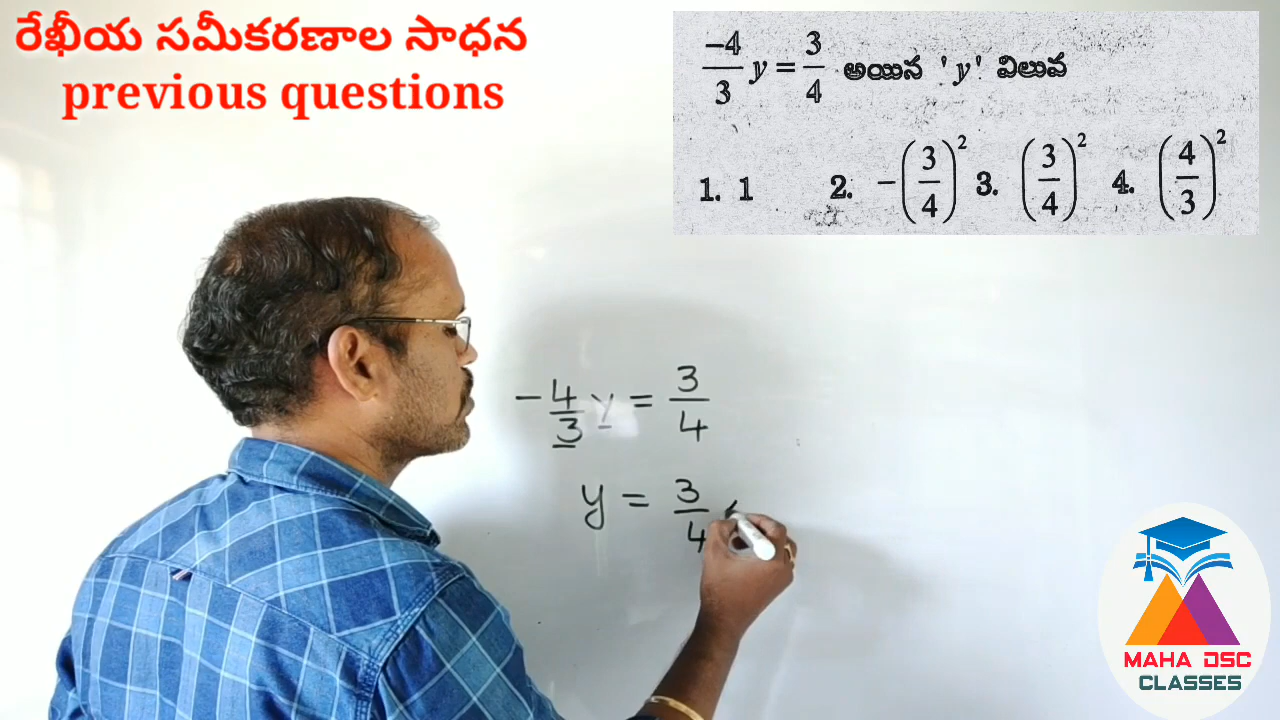 రేఖీయ సమీకరణాల సాధన
previous questions
-4/3 y = 3/4 అయిన 'y' విలువ
1. 1 2. -(3/4)² 3. (3/4)² 4. (4/3)²
-4/3 y = 3/4
y = 3/4
MAHA DSC
CLASSES